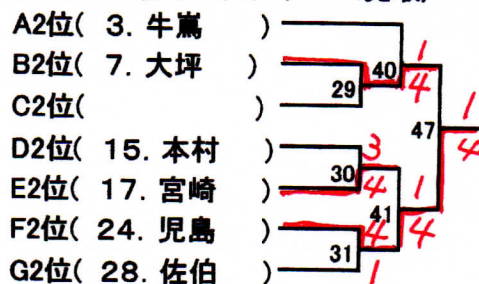 A2位( 3. 牛嶌 )
B2位( 7. 大坪 )
C2位( )
D2位( 15. 本村 )
E2位( 17. 宮崎 )
F2位( 24. 児島 )
G2位( 28. 佐伯 )
40 1
4
29
47 1
4
3
30 4
41 1
4
4
31 1